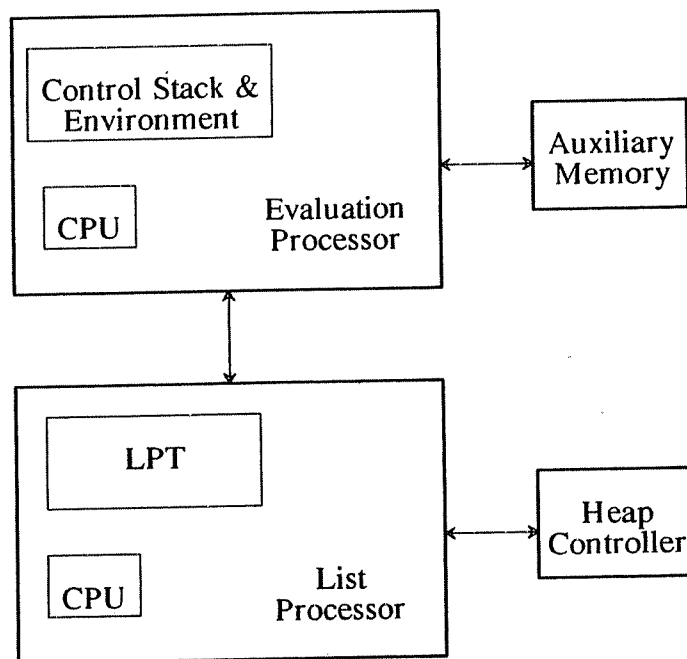 Control Stack &
Environment
CPU
Evaluation
Processor
Auxiliary
Memory
LPT
CPU
List
Processor
Heap
Controller